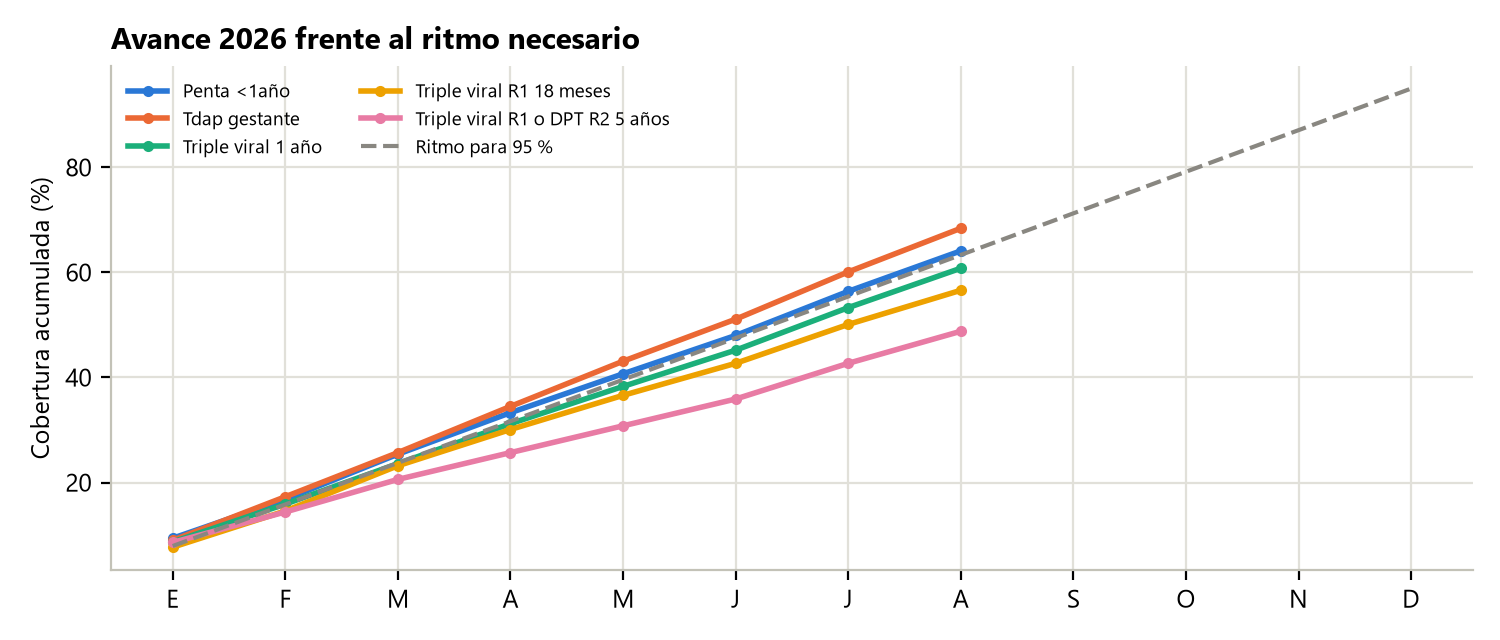 Avance 2026 frente al ritmo necesario
Penta <1año
Tdap gestante
Triple viral 1 año
Triple viral R1 18 meses
Triple viral R1 o DPT R2 5 años
Ritmo para 95 %
Cobertura acumulada (%)
80
60
40
20
E F M A M J J A S O N D